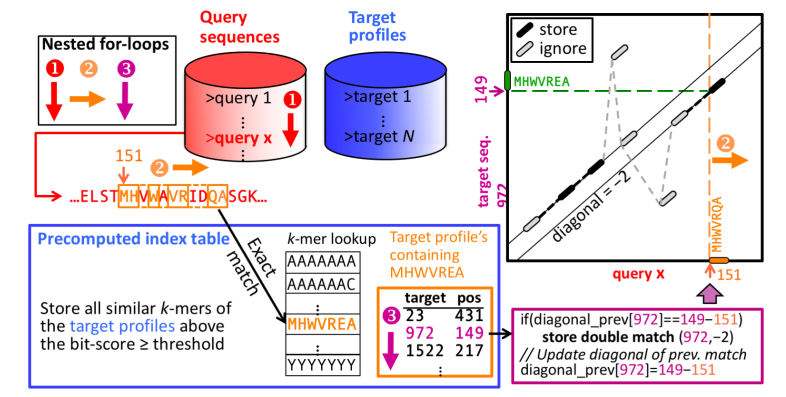 Nested for-loops
1
2
3
Query
sequences
>query 1
⋮
>query x
⋮
1
Target
profiles
>target 1
⋮
>target N
151
2
…ELSTMHVWAVRIDQASGK…
Precomputed index table
Store all similar k-mers of
the target profiles above
the bit-score ≥ threshold
Exact
match
k-mer lookup
AAAAAAA
AAAAAAC
⋮
MHWVREA
⋮
YYYYYYY
Target profile's
containing
MHWVREA
target pos
3
23 431
972 149
1522 217
⋮
store
ignore
MHWVREA
149
target seq.
972
diagonal = −2
2
MHWVRQA
query x
151
if(diagonal_prev[972]==149−151)
store double match (972,−2)
// Update diagonal of prev. match
diagonal_prev[972]=149−151